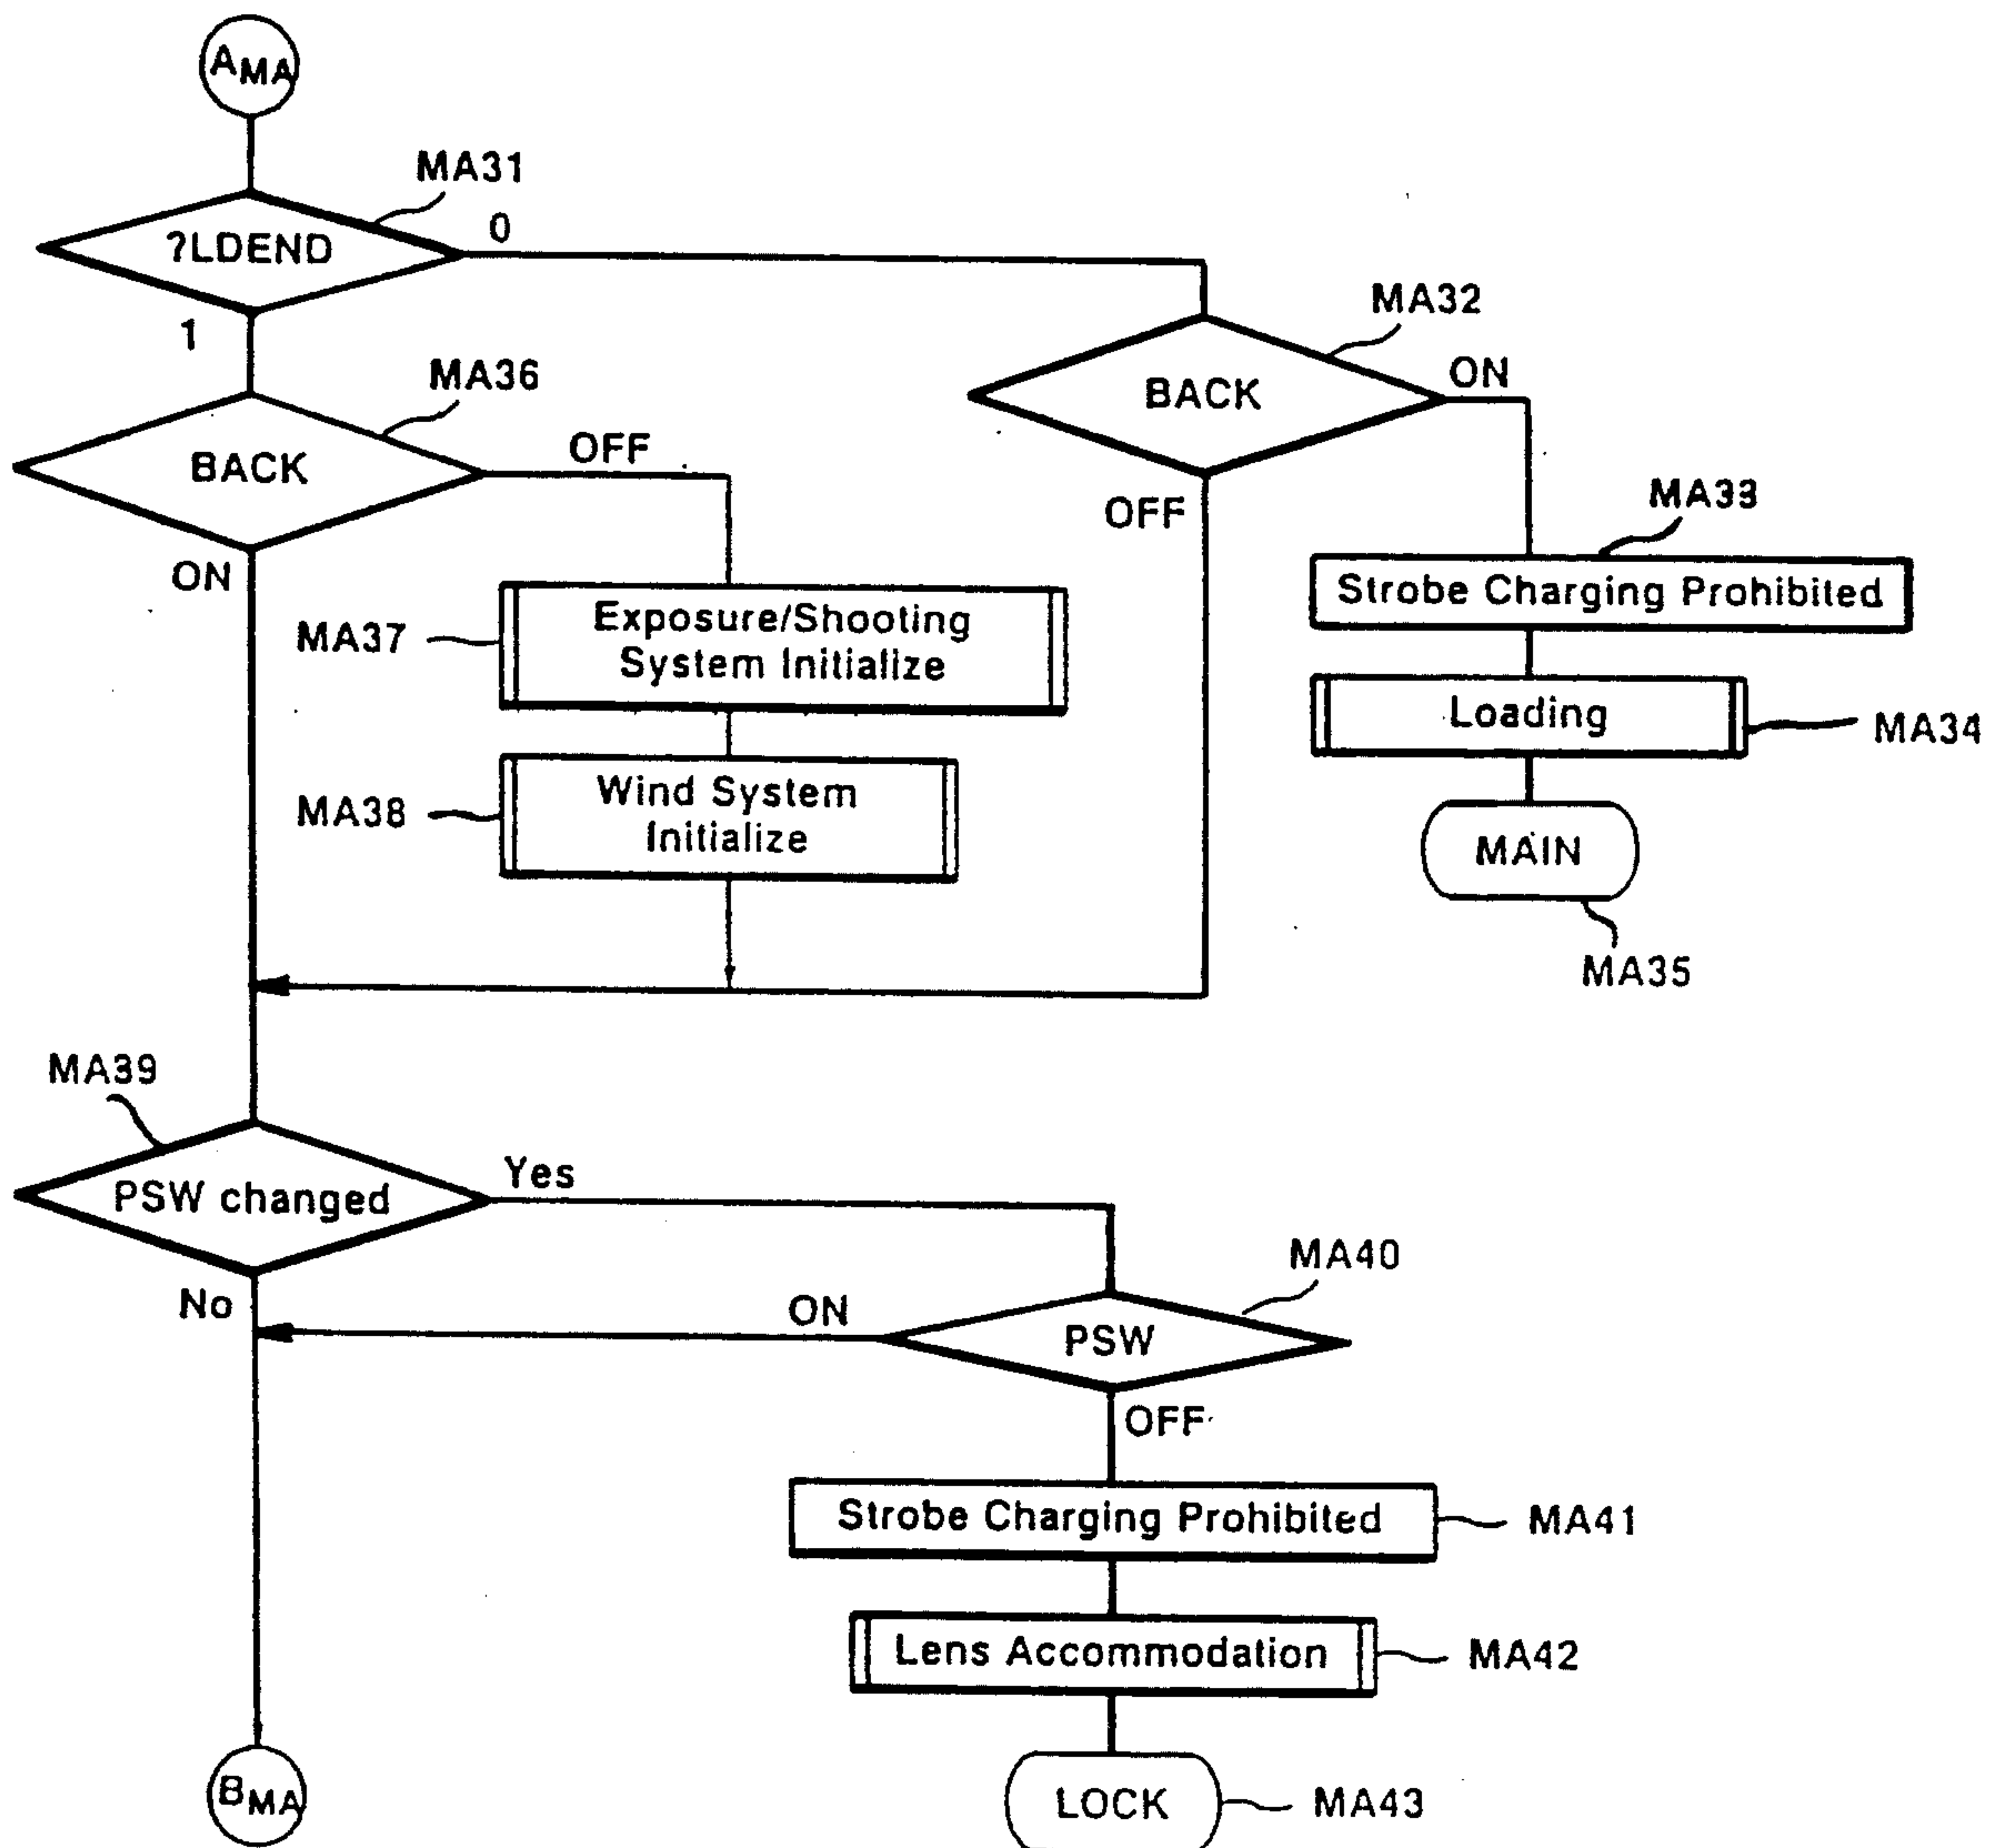 AMA
MA31
?LDEND
0
1
MA32
BACK
ON
OFF
MA36
BACK
OFF
ON
MA33
Strobe Charging Prohibited
MA37
Exposure/Shooting
System Initialize
Loading
MA34
MA38
Wind System
Initialize
MAIN
MA35
MA39
PSW changed
Yes
No
MA40
PSW
ON
OFF
Strobe Charging Prohibited
MA41
Lens Accommodation
MA42
BMA
LOCK
MA43